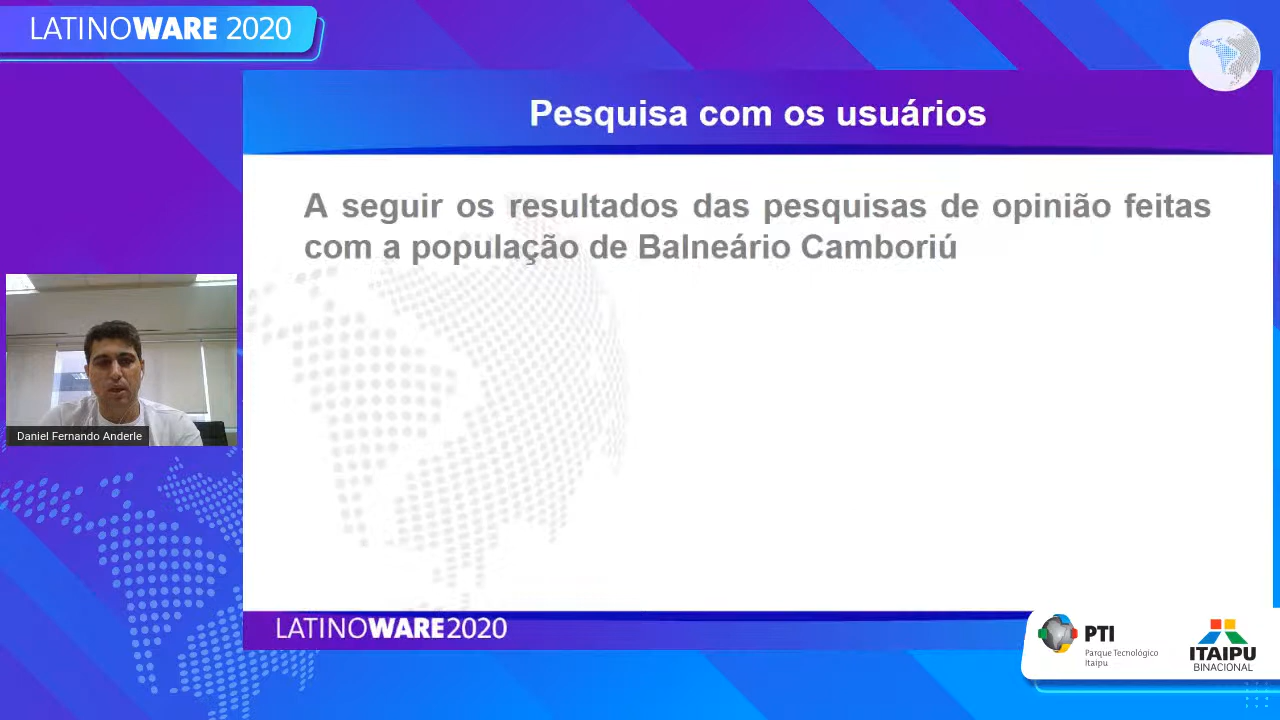 LATINOWARE 2020
Pesquisa com os usuários
A seguir os resultados das pesquisas de opinião feitas
com a população de Balneário Camboriú
Daniel Fernando Anderle
LATINOWARE2020
PTI
Parque Tecnológico
Itaipu
ITAIPU
BINACIONAL